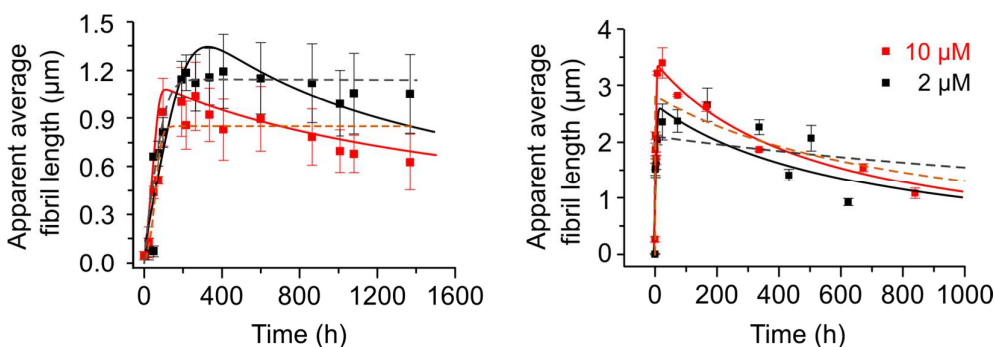 Apparent average
fibril length (µm)
1.5
1.2
0.9
0.6
0.3
0.0
0
400
800
1200
1600
Time (h)
Apparent average
fibril length (µm)
4
3
2
1
0
0
200
400
600
800
1000
Time (h)
10 µM
2 µM